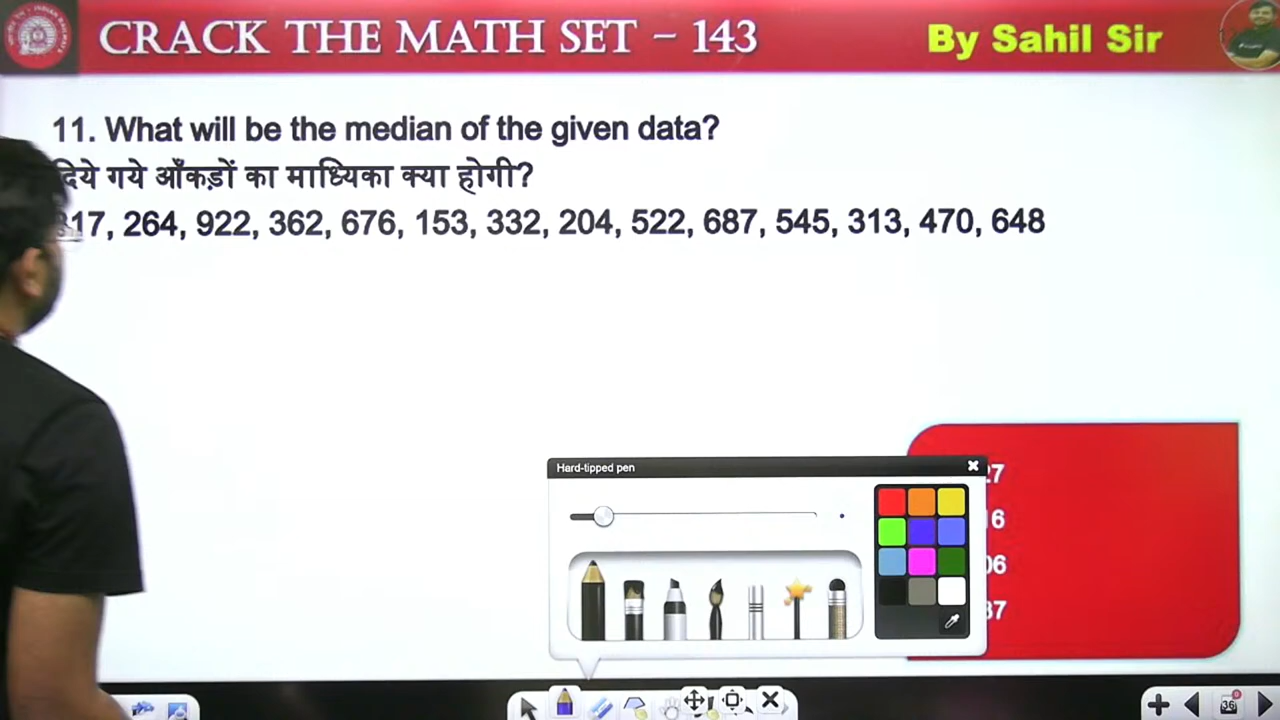 CRACK THE MATH SET – 143
By Sahil Sir
11. What will be the median of the given data?
दिये गये आँकड़ों का माध्यिका क्या होगी?
264, 922, 362, 676, 153, 332, 204, 522, 687, 545, 313, 470, 648
Hard-tipped pen
36